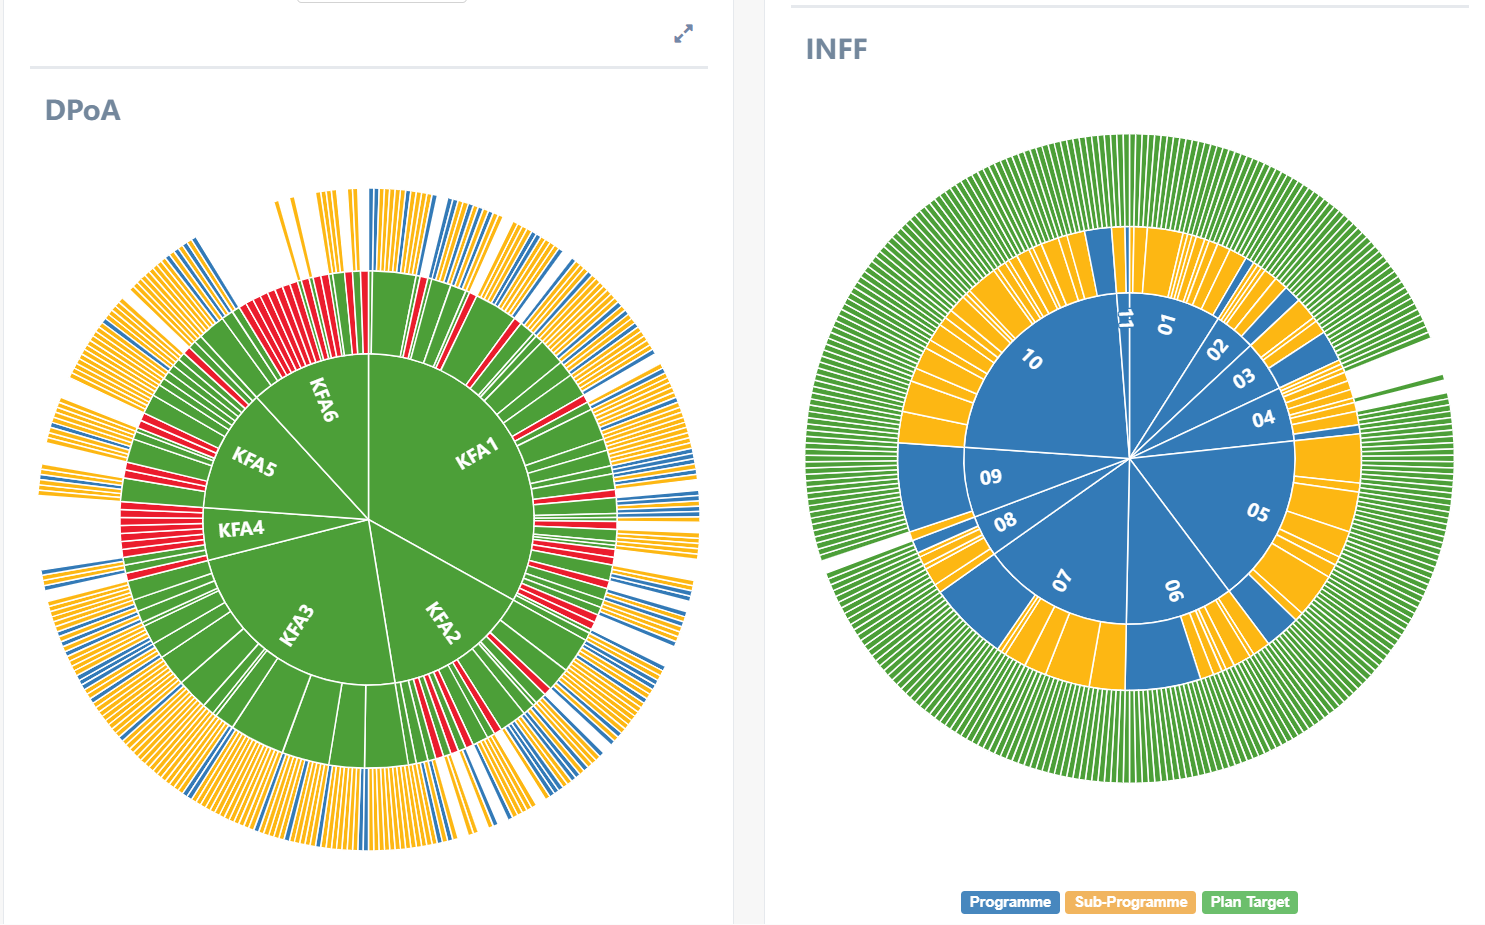 DPoA
KFA1
KFA2
KFA3
KFA4
KFA5
KFA6
INFF
01
02
03
04
05
06
07
08
09
10
11
Programme
Sub-Programme
Plan Target